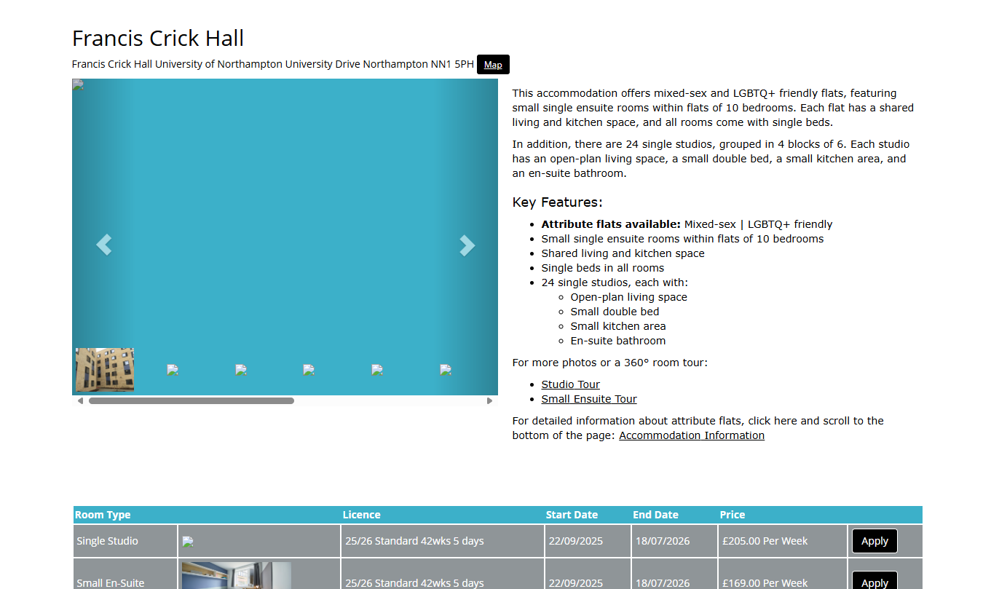 Francis Crick Hall
Francis Crick Hall University of Northampton University Drive Northampton NN1 5PH Map
This accommodation offers mixed-sex and LGBTQ+ friendly flats, featuring
small single ensuite rooms within flats of 10 bedrooms. Each flat has a shared
living and kitchen space, and all rooms come with single beds.
In addition, there are 24 single studios, grouped in 4 blocks of 6. Each studio
has an open-plan living space, a small double bed, a small kitchen area, and
an en-suite bathroom.
Key Features:
Attribute flats available: Mixed-sex | LGBTQ+ friendly
Small single ensuite rooms within flats of 10 bedrooms
Shared living and kitchen space
Single beds in all rooms
24 single studios, each with:
Open-plan living space
Small double bed
Small kitchen area
En-suite bathroom
For more photos or a 360° room tour:
Studio Tour
Small Ensuite Tour
For detailed information about attribute flats, click here and scroll to the
bottom of the page: Accommodation Information
Room Type Licence Start Date End Date Price
Single Studio 25/26 Standard 42wks 5 days 22/09/2025 18/07/2026 £205.00 Per Week Apply
Small En-Suite 25/26 Standard 42wks 5 days 22/09/2025 18/07/2026 £169.00 Per Week Apply